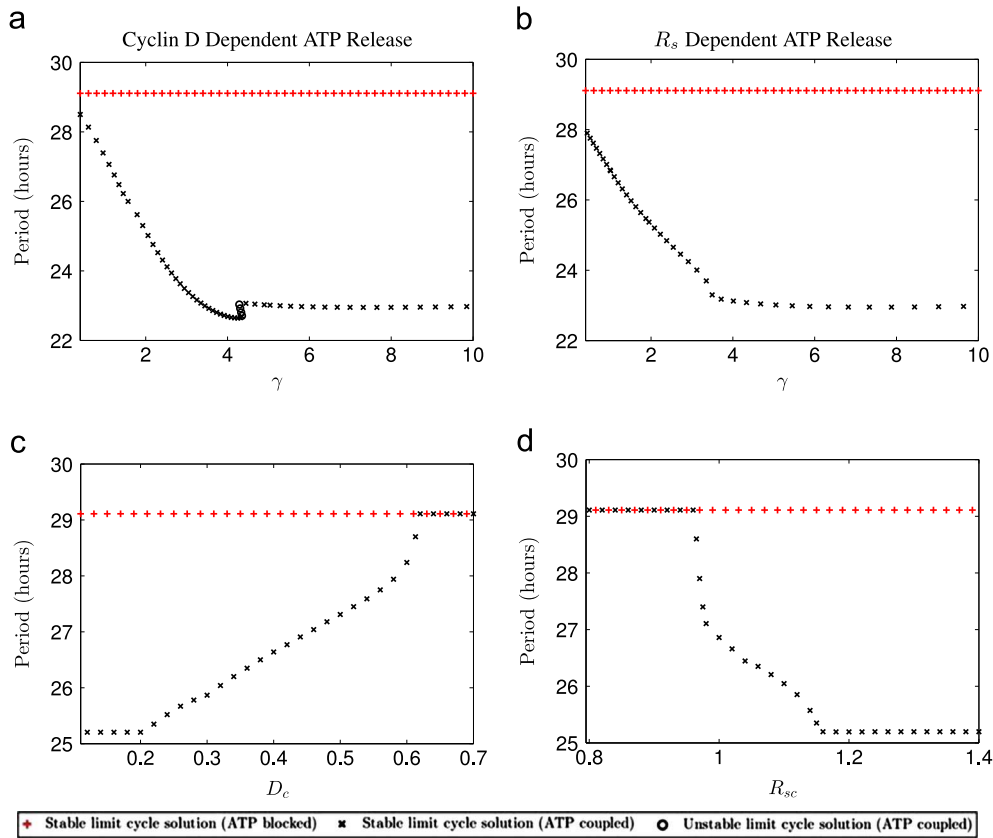 a
Cyclin D Dependent ATP Release
30
28
26
24
22
2
4
6
8
10
Period (hours)
γ
b
R_s Dependent ATP Release
30
28
26
24
22
2
4
6
8
10
Period (hours)
γ
c
30
29
28
27
26
25
0.2
0.3
0.4
0.5
0.6
0.7
Period (hours)
D_c
d
30
29
28
27
26
25
0.8
1
1.2
1.4
Period (hours)
R_sc
Stable limit cycle solution (ATP blocked) Stable limit cycle solution (ATP coupled) Unstable limit cycle solution (ATP coupled)